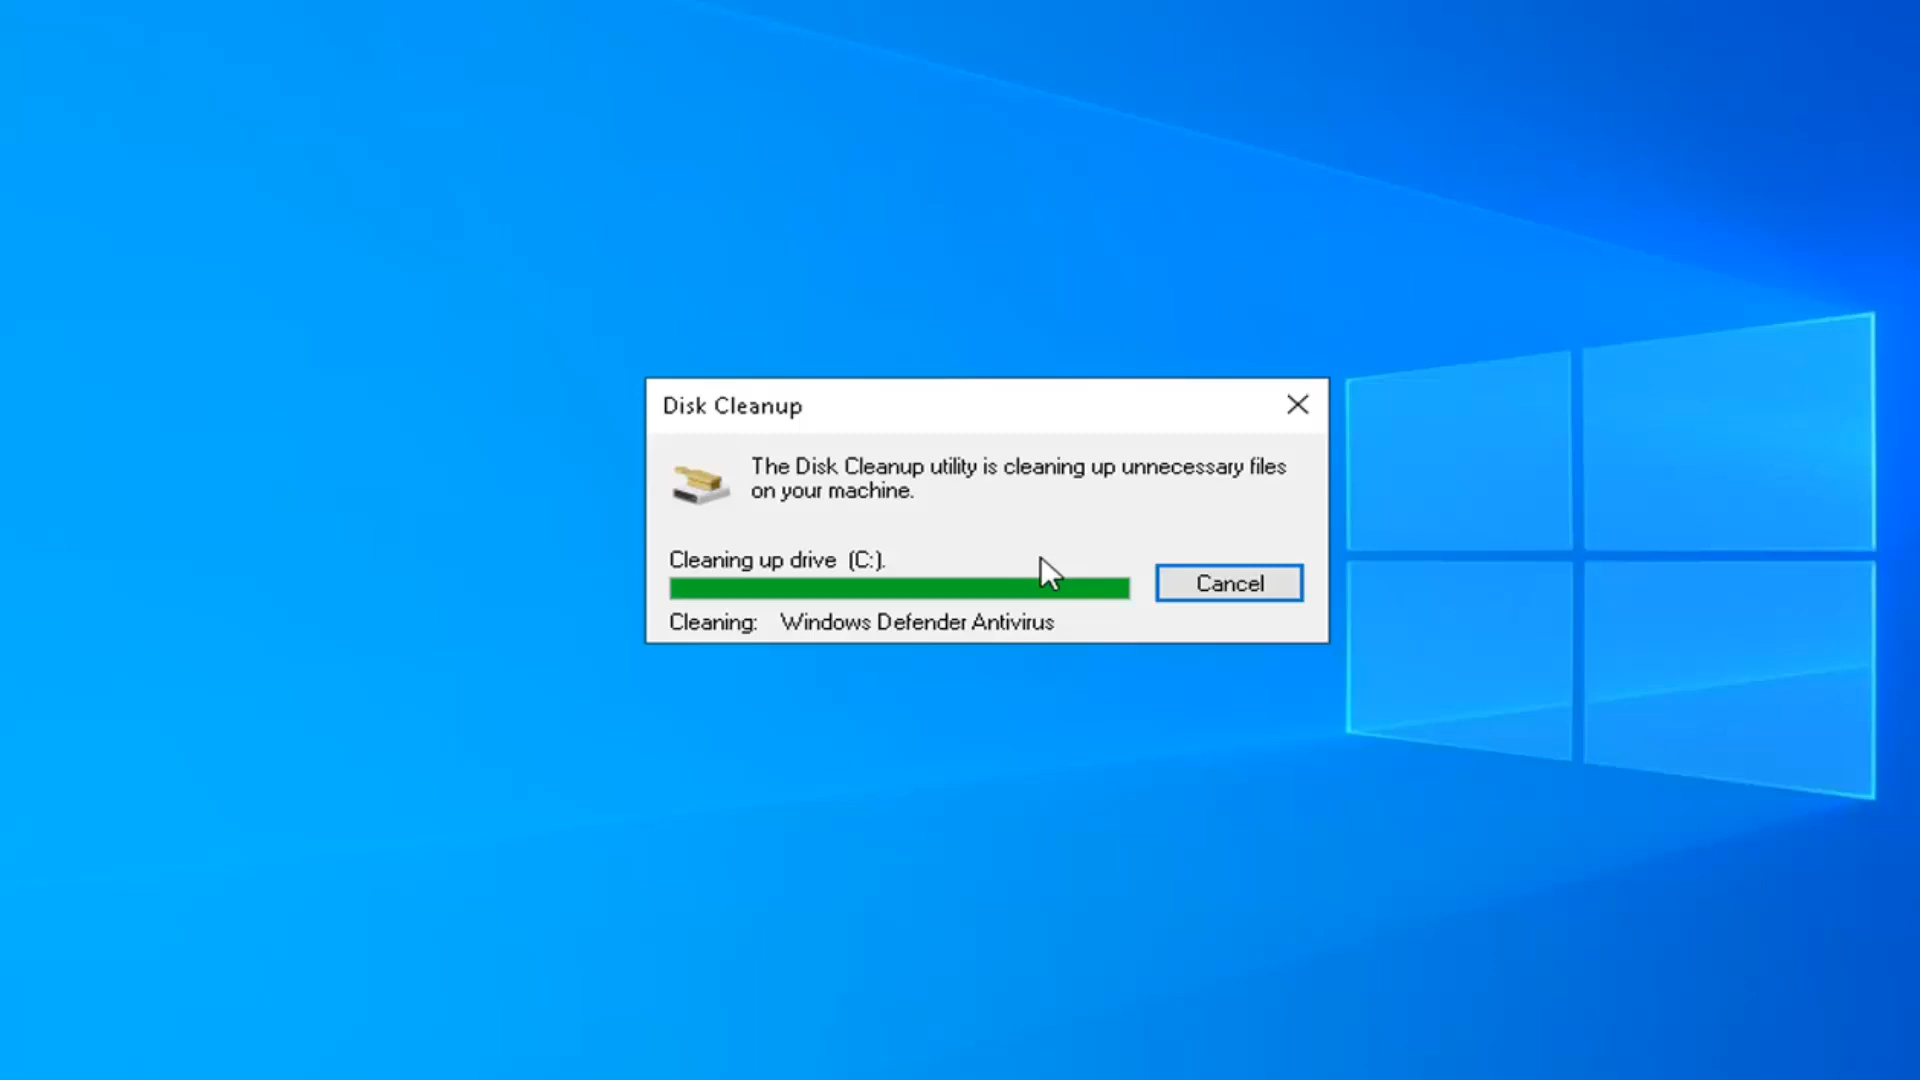 Disk Cleanup
The Disk Cleanup utility is cleaning up unnecessary files
on your machine.
Cleaning up drive  (C:).
Cancel
Cleaning:   Windows Defender Antivirus